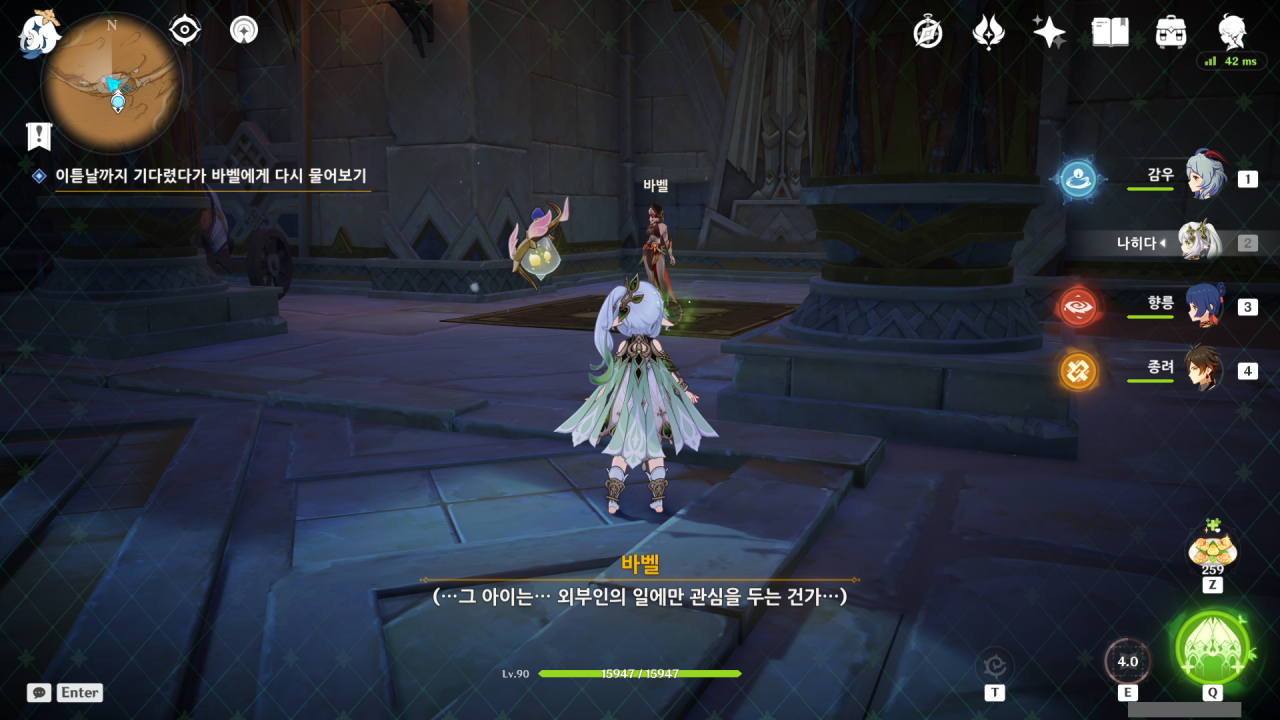 N
42 ms
이튿날까지 기다렸다가 바벨에게 다시 물어보기
바벨
감우
1
나히다
2
향릉
3
종려
4
바벨
(…그 아이는… 외부인의 일에만 관심을 두는 건가…)
259
Z
Lv.90
15947 / 15947
4.0
T
E
Q
Enter